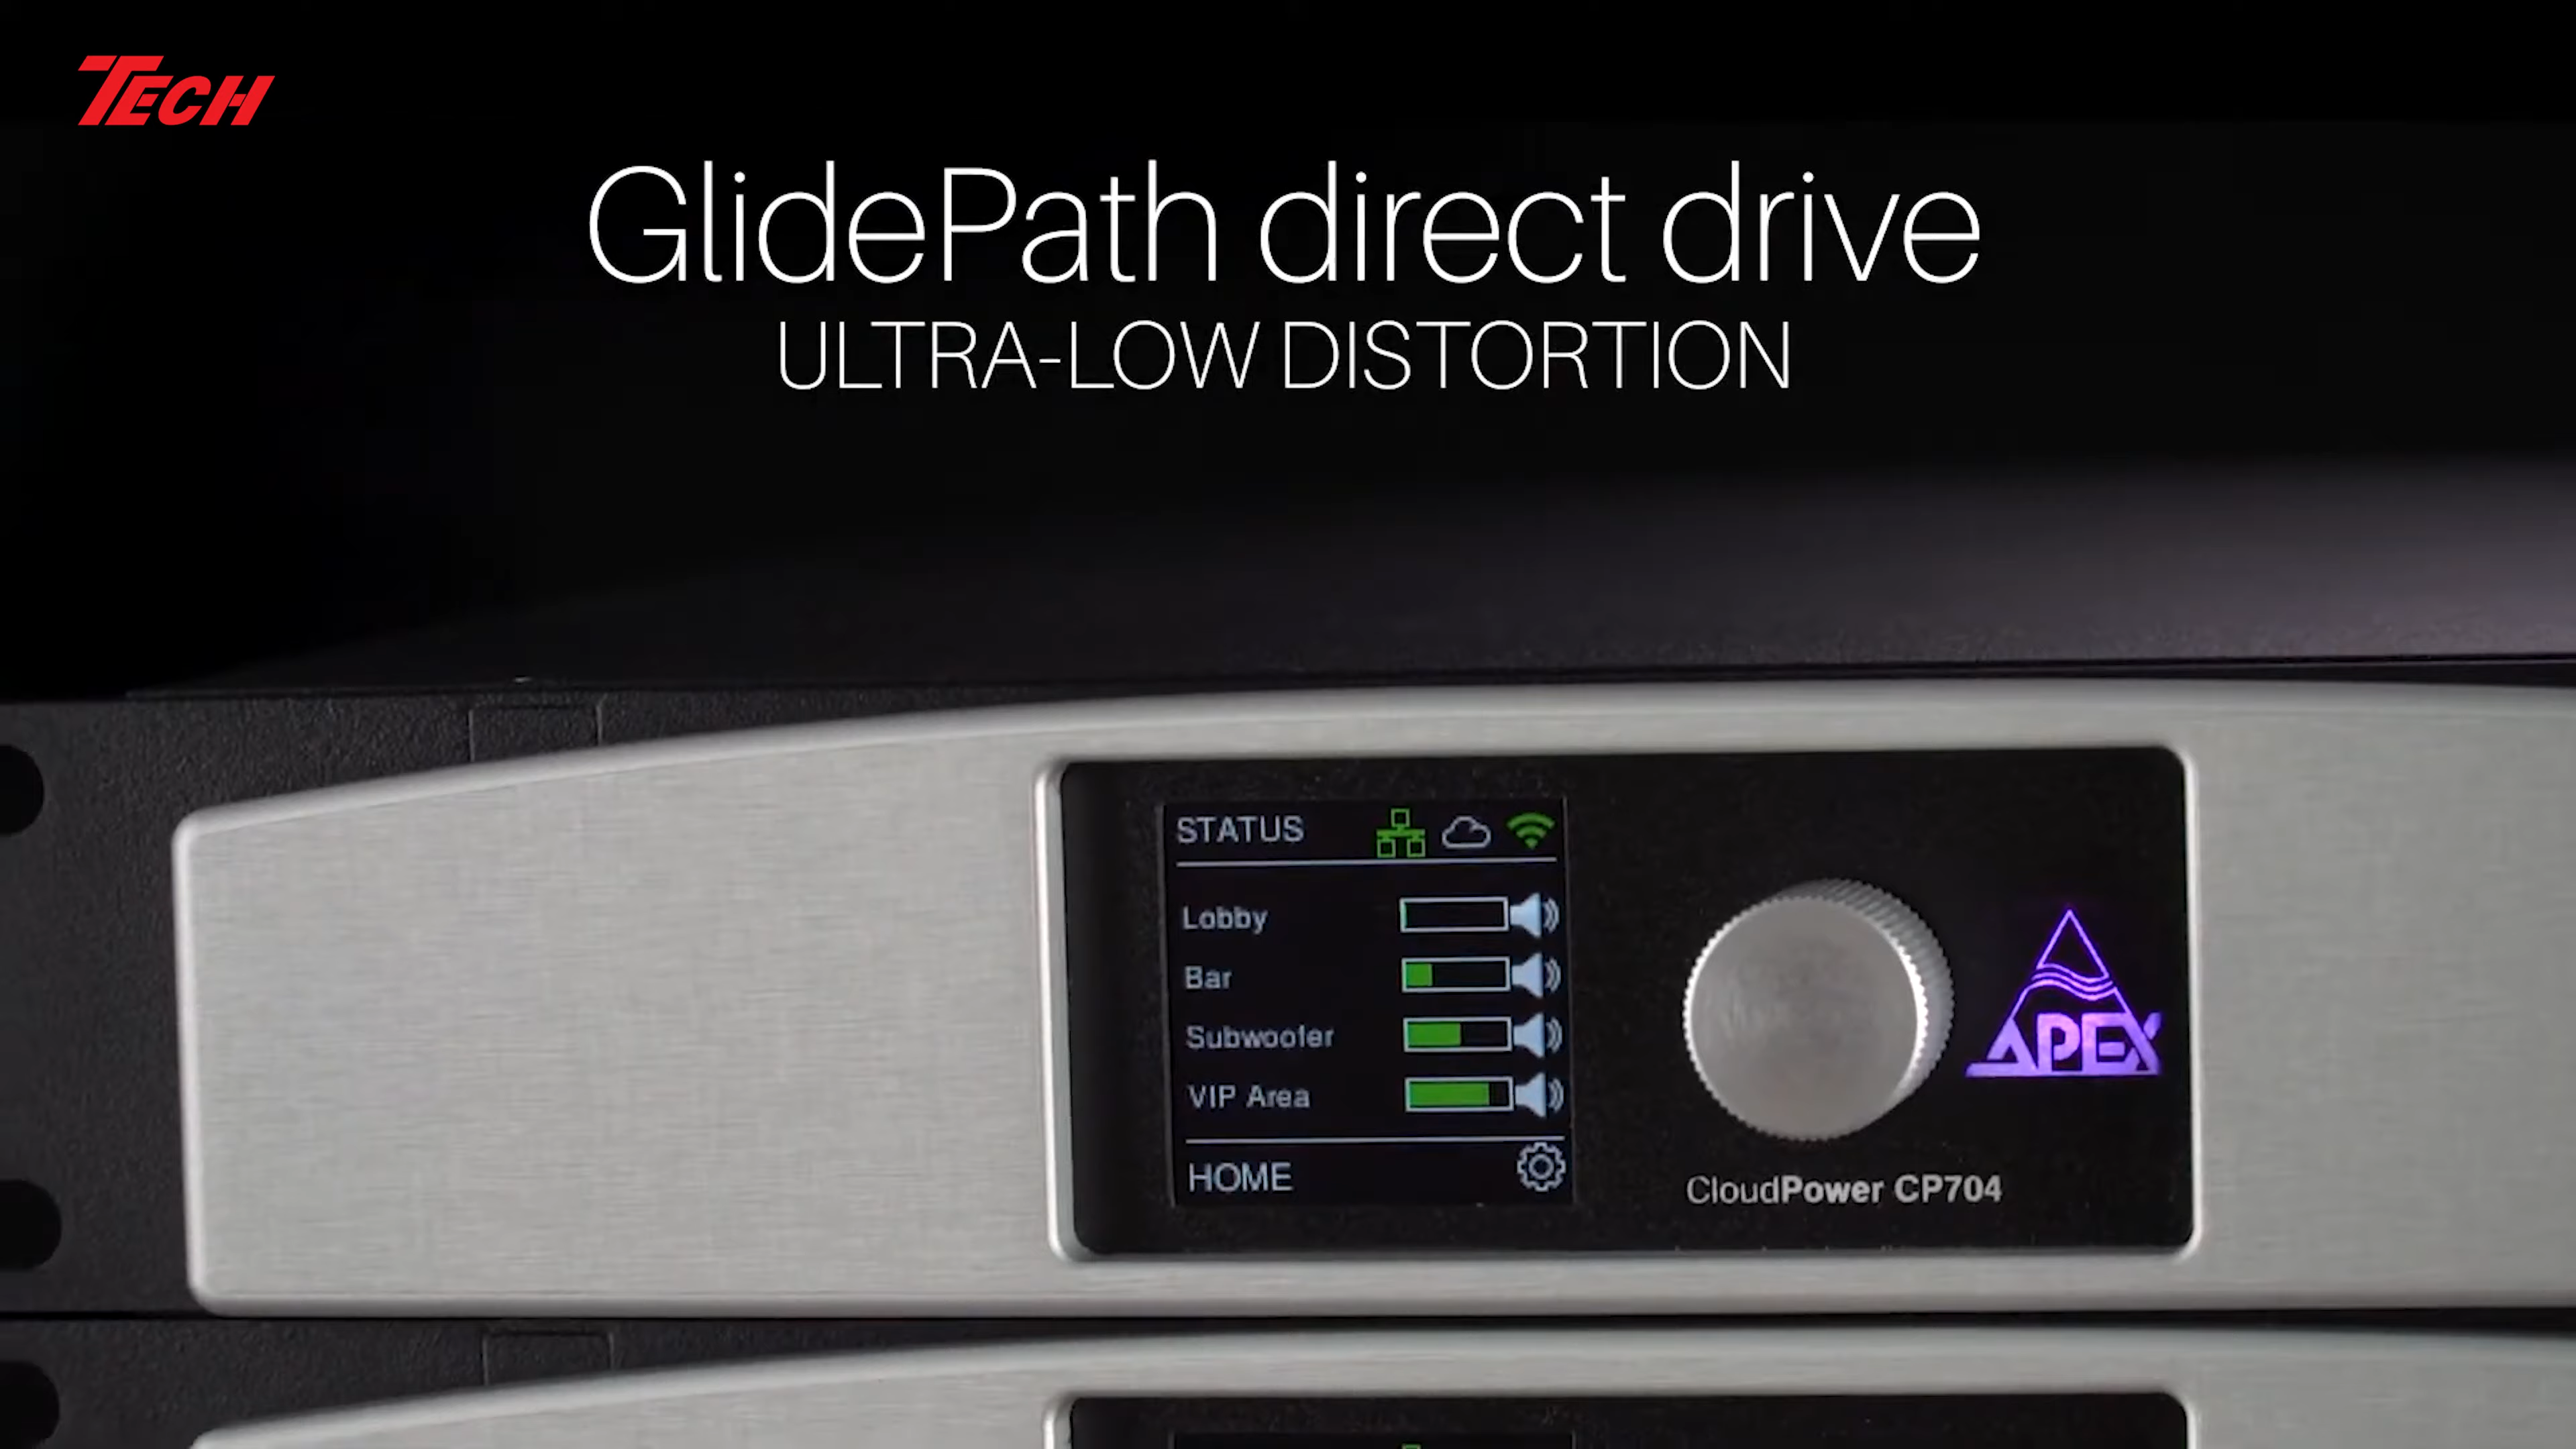 TECH
GlidePath direct drive
ULTRA-LOW DISTORTION
STATUS
Lobby
Bar
Subwoofer
VIP Area
HOME
APEX
CloudPower CP704